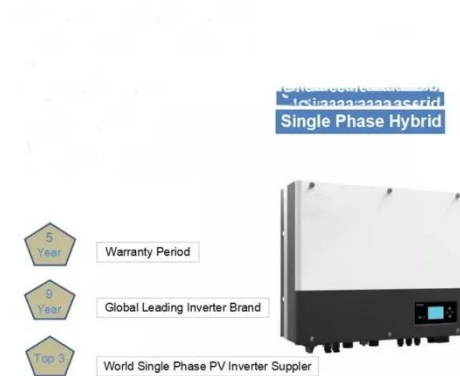 Single Phase Hybrid
5
Year
Warranty Period
9
Year
Global Leading Inverter Brand
Top 3
World Single Phase PV Inverter Suppler